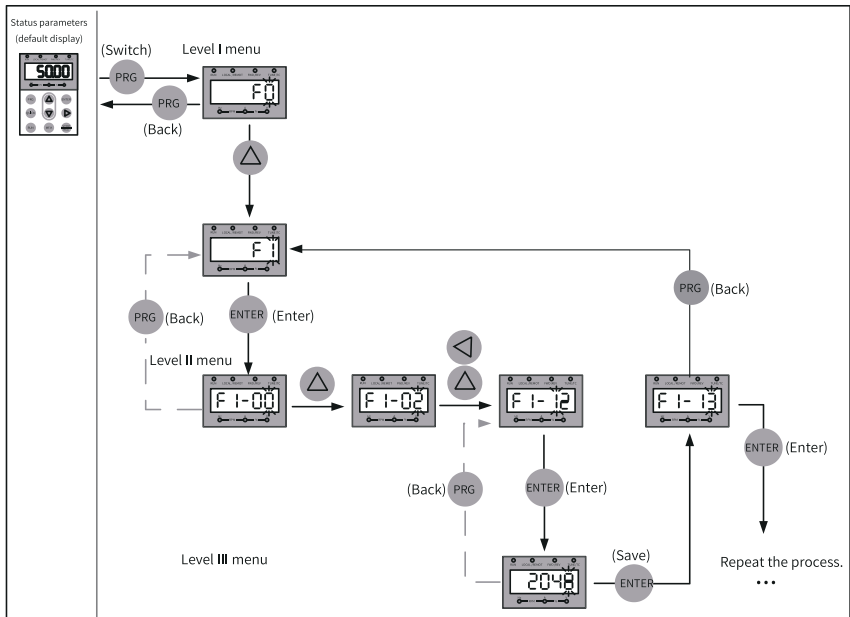 Status parameters
(default display)
50.00
(Switch)
PRG
PRG
(Back)
Level I menu
F0
F1
PRG
(Back)
ENTER
(Enter)
PRG
(Back)
Level II menu
F1-00
F1-02
F1-12
F1-13
(Back)
PRG
ENTER
(Enter)
ENTER
(Enter)
Level III menu
2048
(Save)
ENTER
Repeat the process.
...